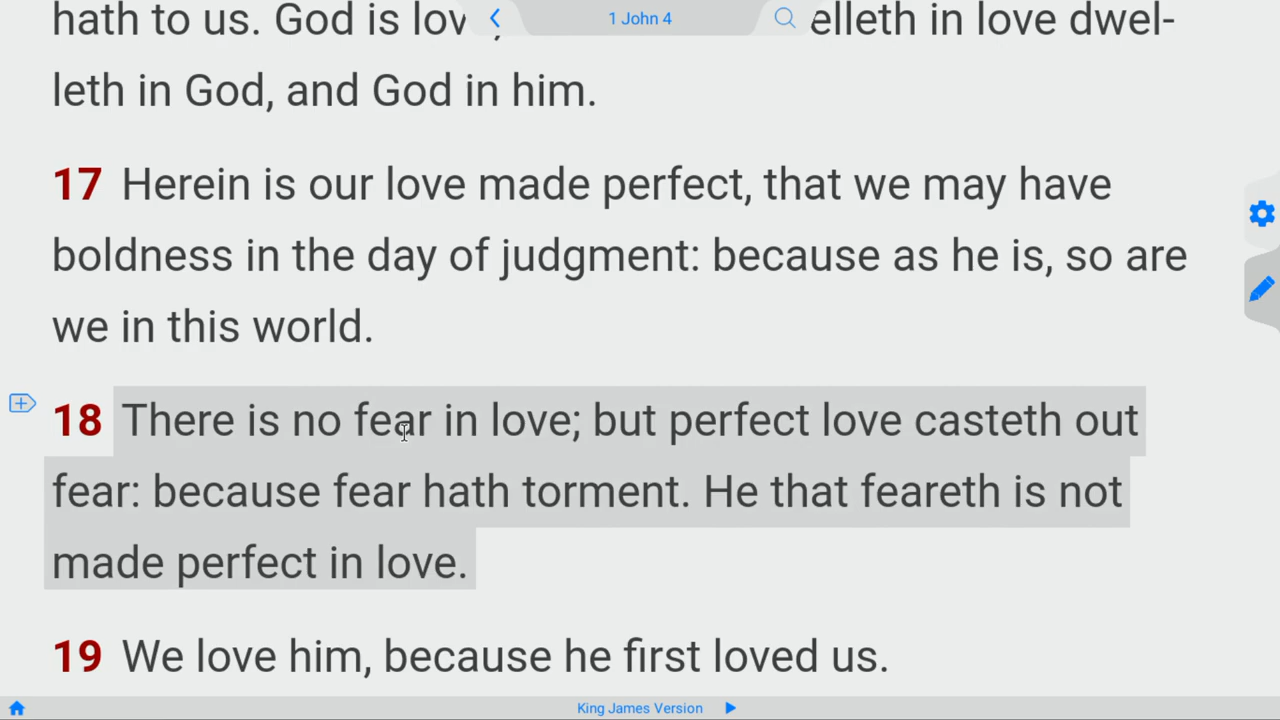 hath to us. God is lov
1 John 4
elleth in love dwel-
leth in God, and God in him.
17 Herein is our love made perfect, that we may have
boldness in the day of judgment: because as he is, so are
we in this world.
18 There is no fear in love; but perfect love casteth out
fear: because fear hath torment. He that feareth is not
made perfect in love.
19 We love him, because he first loved us.
King James Version